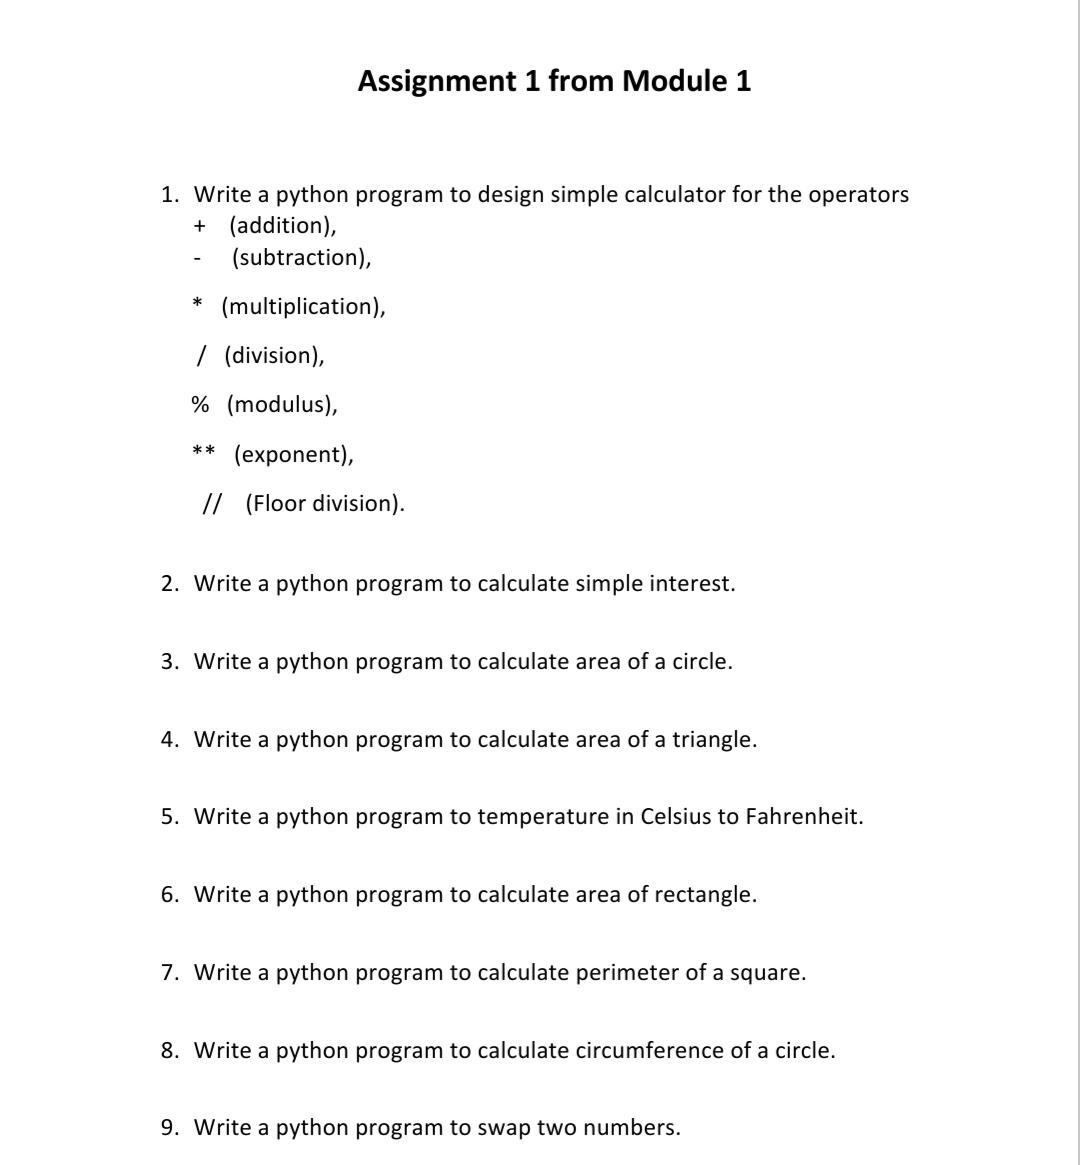 Assignment 1 from Module 1
1. Write a python program to design simple calculator for the operators
+ (addition),
- (subtraction),
* (multiplication),
/ (division),
% (modulus),
** (exponent),
// (Floor division).
2. Write a python program to calculate simple interest.
3. Write a python program to calculate area of a circle.
4. Write a python program to calculate area of a triangle.
5. Write a python program to temperature in Celsius to Fahrenheit.
6. Write a python program to calculate area of rectangle.
7. Write a python program to calculate perimeter of a square.
8. Write a python program to calculate circumference of a circle.
9. Write a python program to swap two numbers.